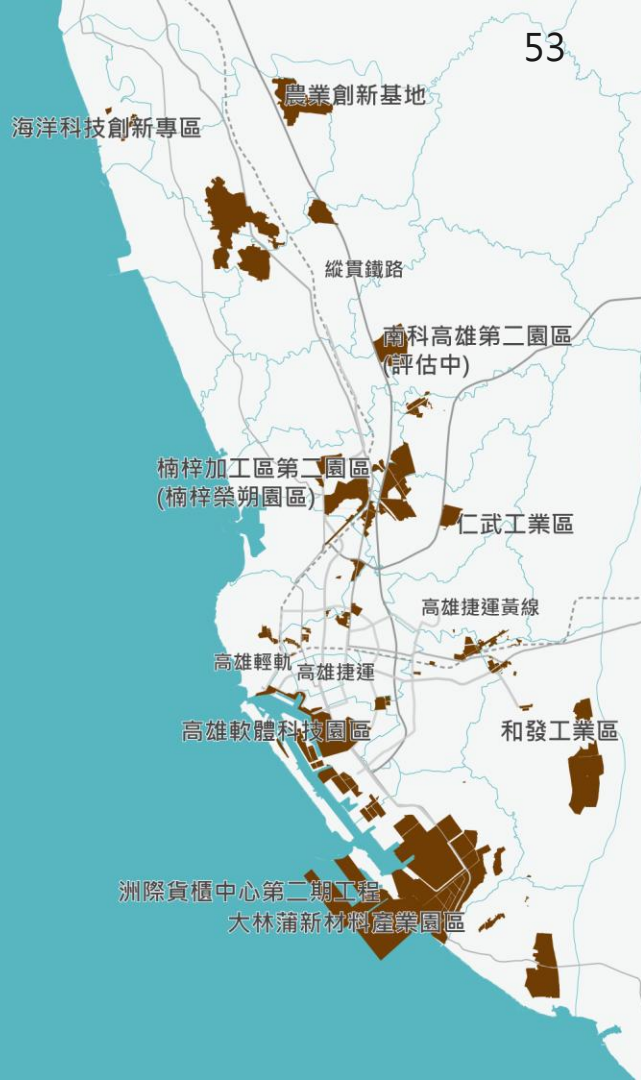 53
農業創新基地
海洋科技創新專區
縱貫鐵路
南科高雄第二園區
(評估中)
楠梓加工區第二園區
(楠梓榮朔園區)
仁武工業區
高雄捷運黃線
高雄輕軌
高雄捷運
高雄軟體科技園區
和發工業區
洲際貨櫃中心第二期工程
大林蒲新材料產業園區